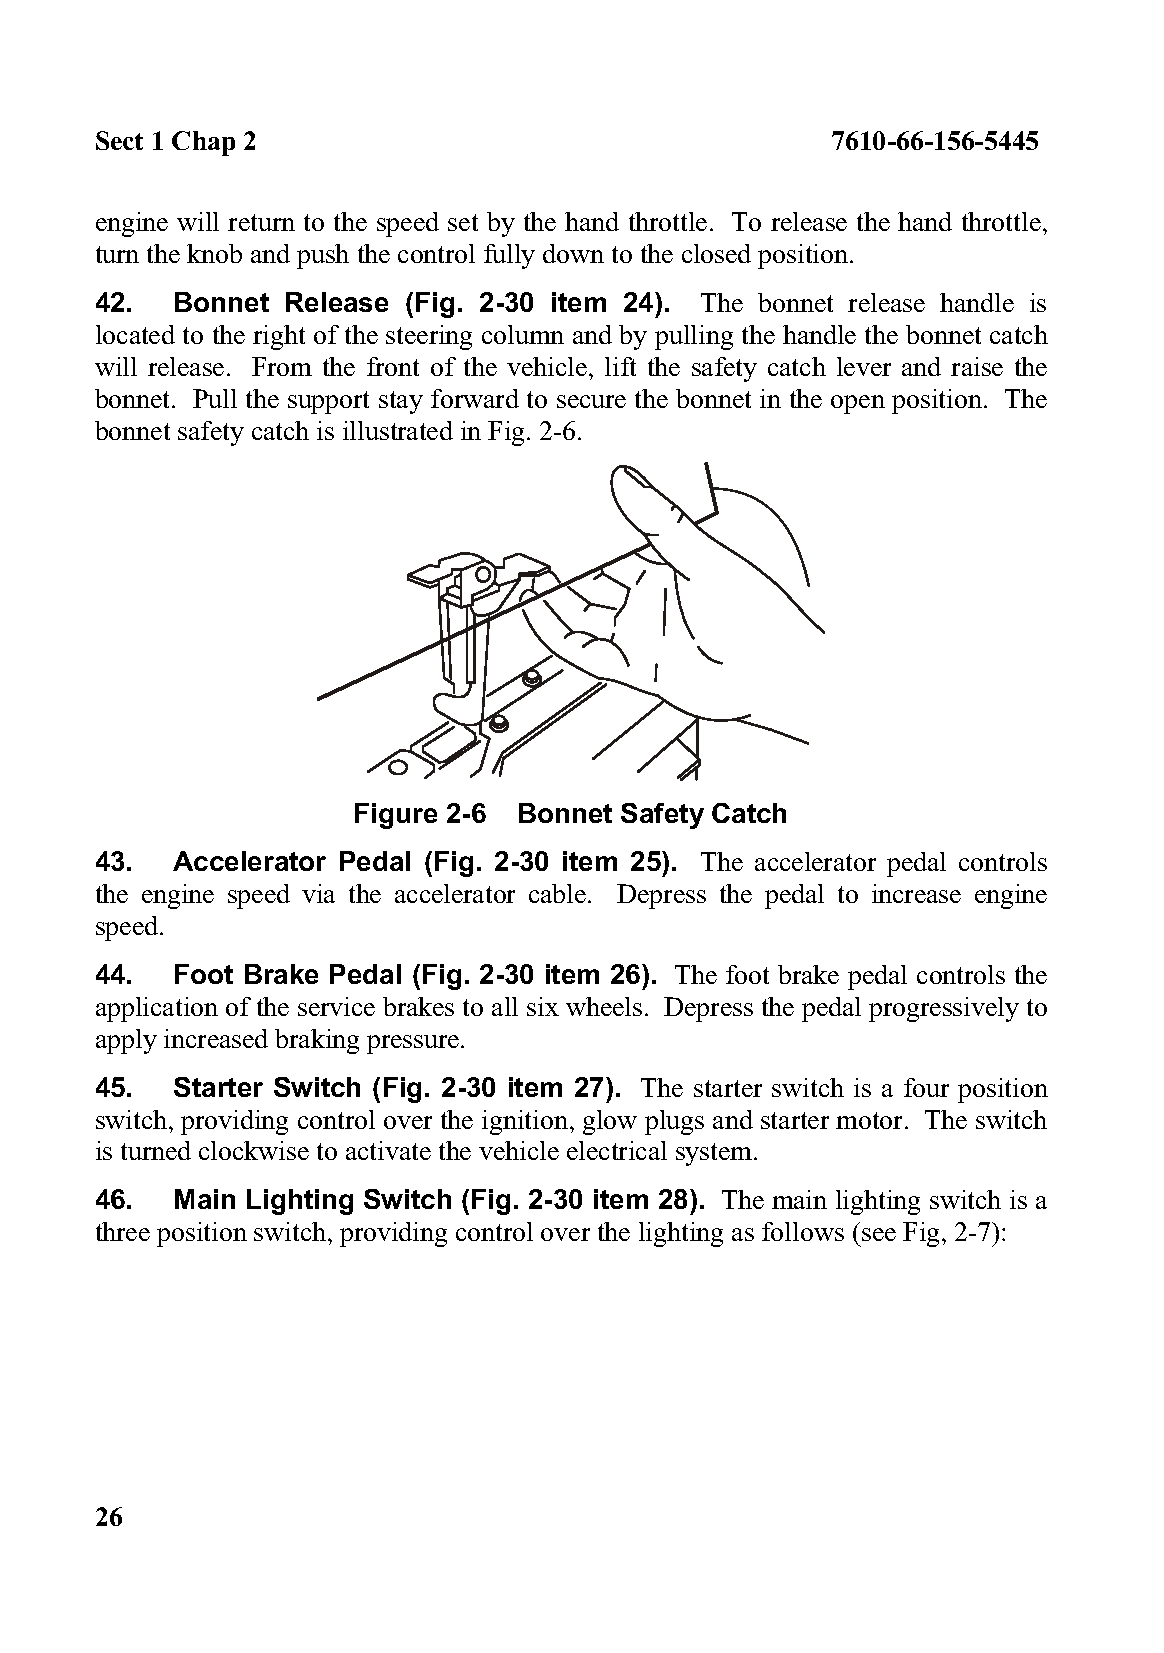 Sect 1 Chap 2 7610-66-156-5445
engine will return to the speed set by the hand throttle. To release the hand throttle,
turn the knob and push the control fully down to the closed position.
42. Bonnet Release (Fig. 2-30 item 24). The bonnet release handle is
located to the right of the steering column and by pulling the handle the bonnet catch
will release. From the front of the vehicle, lift the safety catch lever and raise the
bonnet. Pull the support stay forward to secure the bonnet in the open position. The
bonnet safety catch is illustrated in Fig. 2-6.
Figure 2-6 Bonnet Safety Catch
43. Accelerator Pedal (Fig. 2-30 item 25). The accelerator pedal controls
the engine speed via the accelerator cable. Depress the pedal to increase engine
speed.
44. Foot Brake Pedal (Fig. 2-30 item 26). The foot brake pedal controls the
application of the service brakes to all six wheels. Depress the pedal progressively to
apply increased braking pressure.
45. Starter Switch (Fig. 2-30 item 27). The starter switch is a four position
switch, providing control over the ignition, glow plugs and starter motor. The switch
is turned clockwise to activate the vehicle electrical system.
46. Main Lighting Switch (Fig. 2-30 item 28). The main lighting switch is a
three position switch, providing control over the lighting as follows (see Fig, 2-7):
26